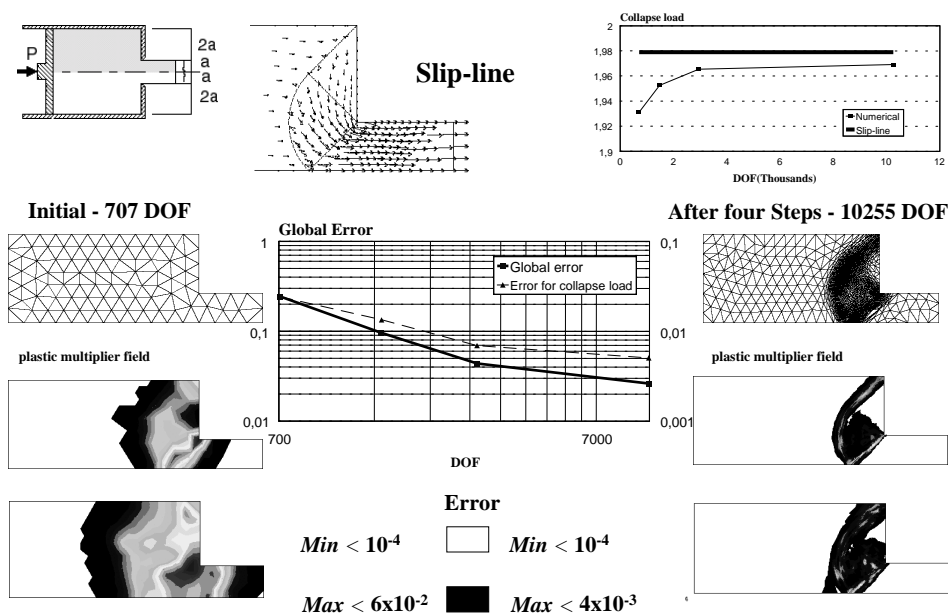 P
2a
a
a
2a
Slip-line
Collapse load
2
1,98
1,96
1,94
1,92
1,9
0
2
4
6
8
10
12
Numerical
Slip-line
DOF(Thousands)
Initial - 707 DOF
After four Steps - 10255 DOF
Global Error
1
0,1
0,01
0,1
0,01
0,001
Global error
Error for collapse load
700
7000
DOF
plastic multiplier field
plastic multiplier field
Error
Min < 10-4
Min < 10-4
Max < 6x10-2
Max < 4x10-3